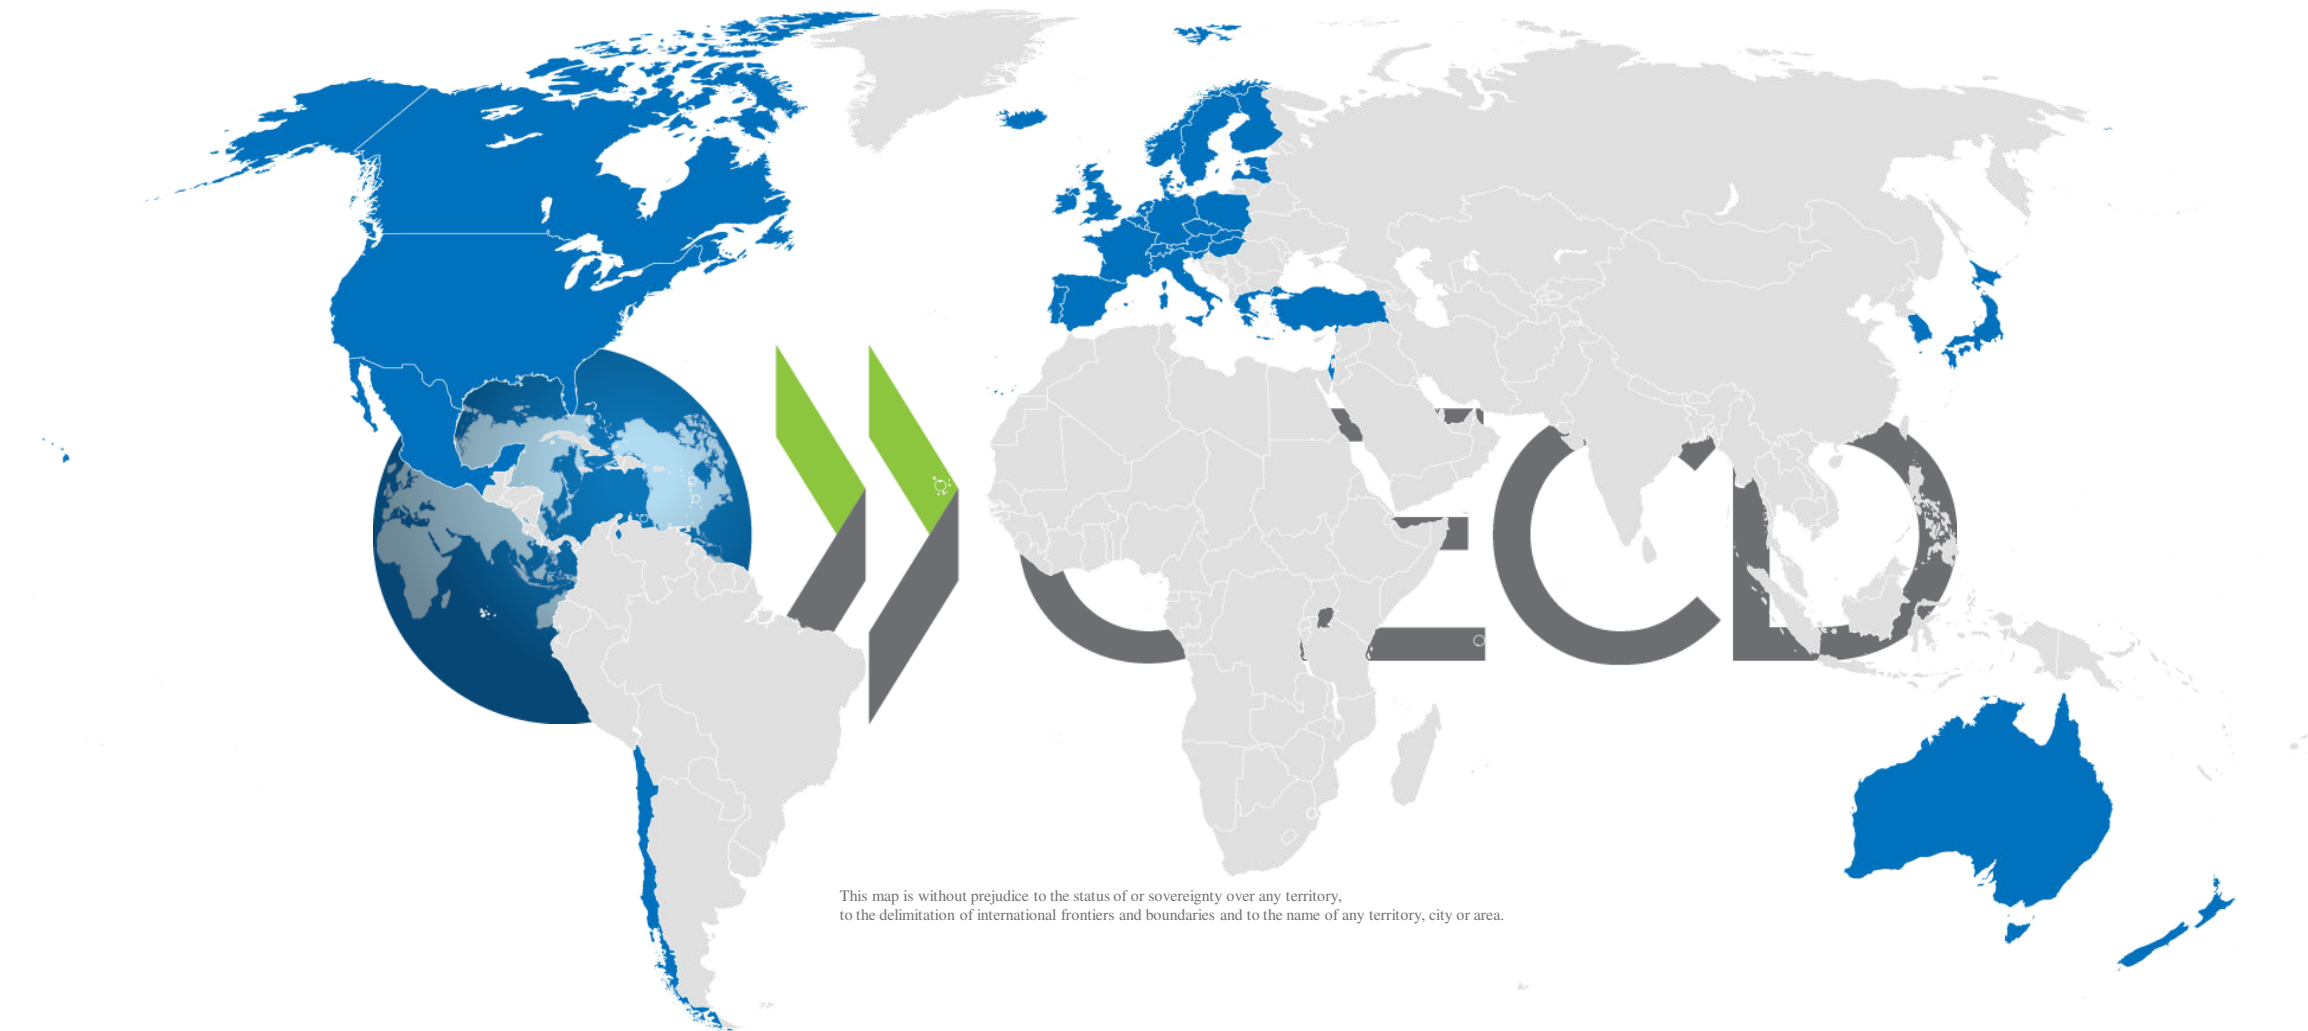 OECD
This map is without prejudice to the status of or sovereignty over any territory,
to the delimitation of international frontiers and boundaries and to the name of any territory, city or area.